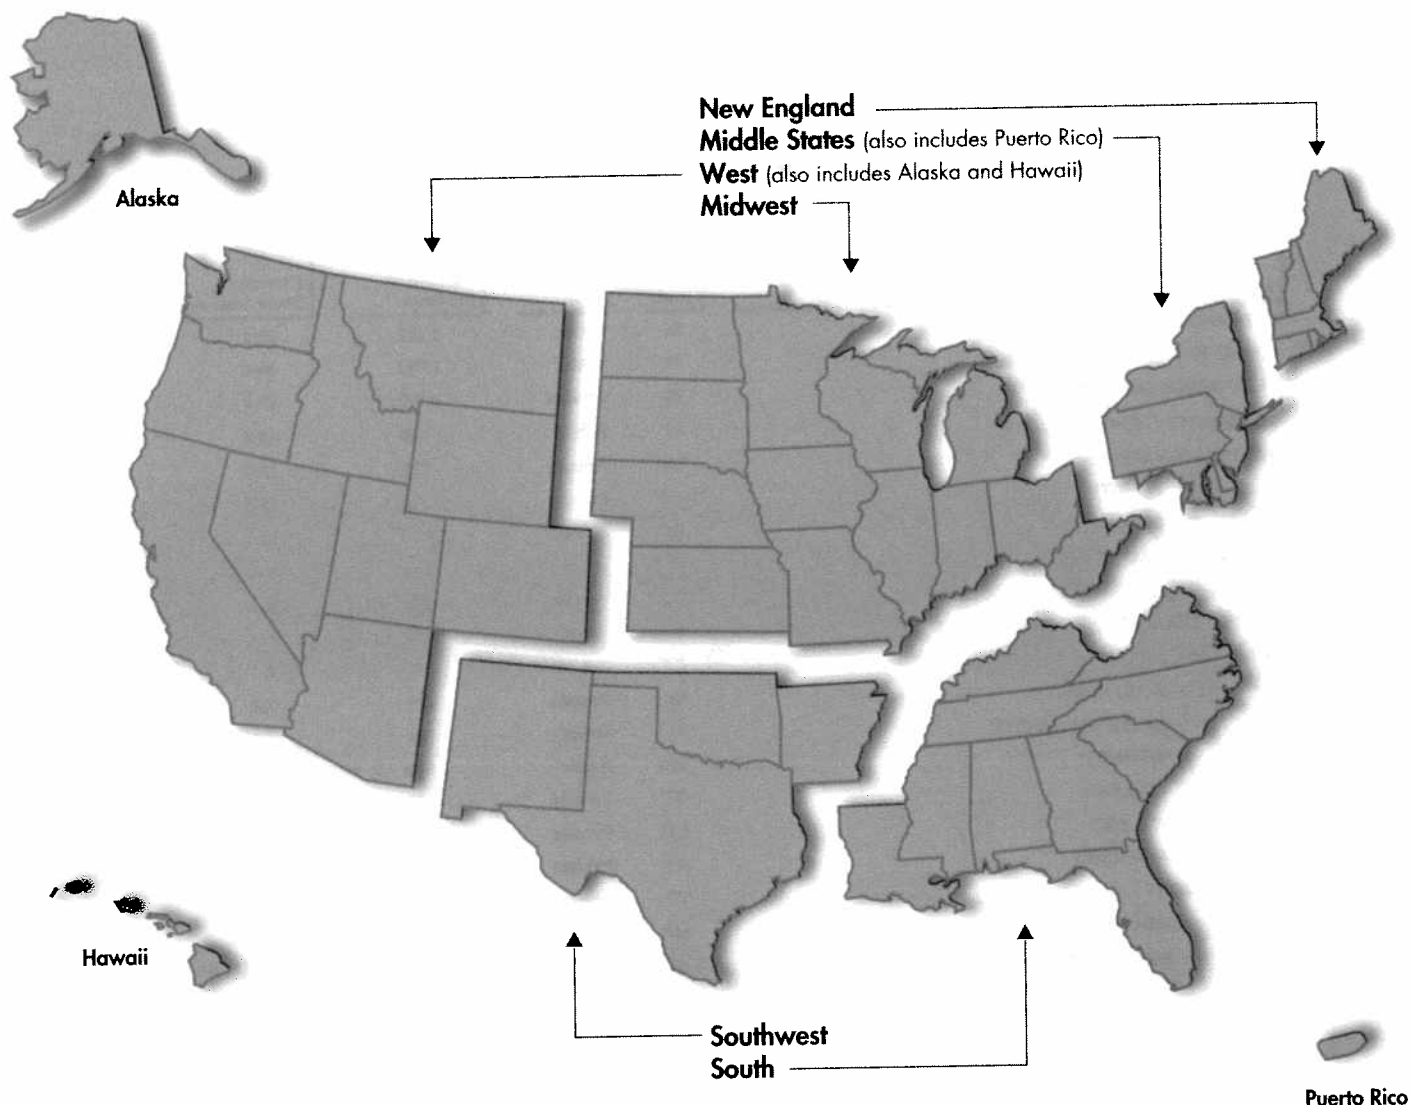 New England
Middle States (also includes Puerto Rico)
West (also includes Alaska and Hawaii)
Midwest
Alaska
Hawaii
Southwest
South
Puerto Rico